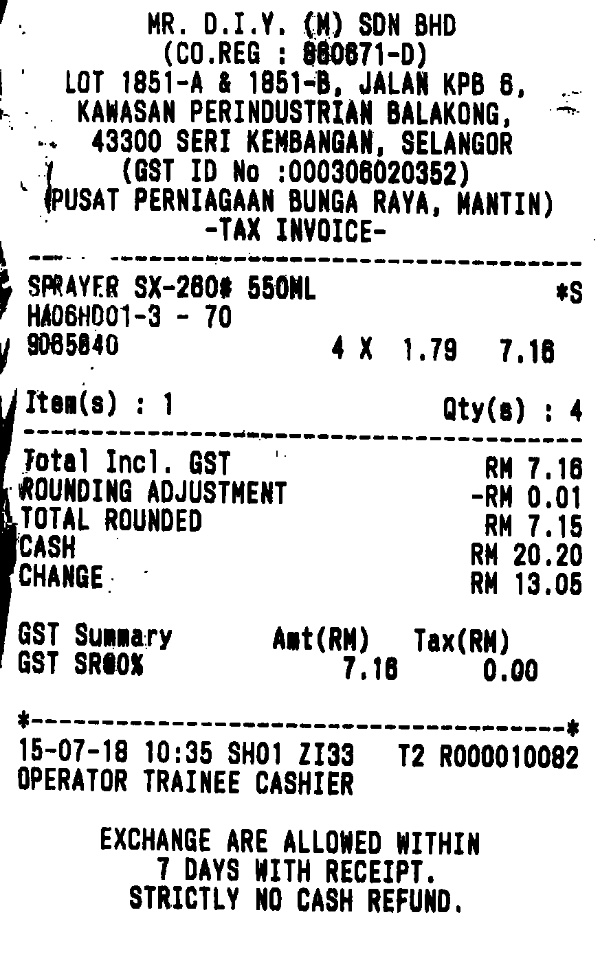 MR. D.I.Y. (M) SDN BHD
(CO.REG : 860671-D)
LOT 1851-A & 1851-B, JALAN KPB 6,
KAWASAN PERINDUSTRIAN BALAKONG,
43300 SERI KEMBANGAN, SELANGOR
(GST ID No :000306020352)
(PUSAT PERNIAGAAN BUNGA RAYA, MANTIN)
-TAX INVOICE-
SPRAYER SX-260# 550ML *S
HA06HD01-3 - 70
9065840 4 X 1.79 7.16
Item(s) : 1 Qty(s) : 4
Total Incl. GST RM 7.16
ROUNDING ADJUSTMENT -RM 0.01
TOTAL ROUNDED RM 7.15
CASH RM 20.20
CHANGE RM 13.05
GST Summary Amt(RM) Tax(RM)
GST SR@0% 7.16 0.00
*--------------------------------------*
15-07-18 10:35 SH01 ZI33 T2 R000010082
OPERATOR TRAINEE CASHIER
EXCHANGE ARE ALLOWED WITHIN
7 DAYS WITH RECEIPT.
STRICTLY NO CASH REFUND.